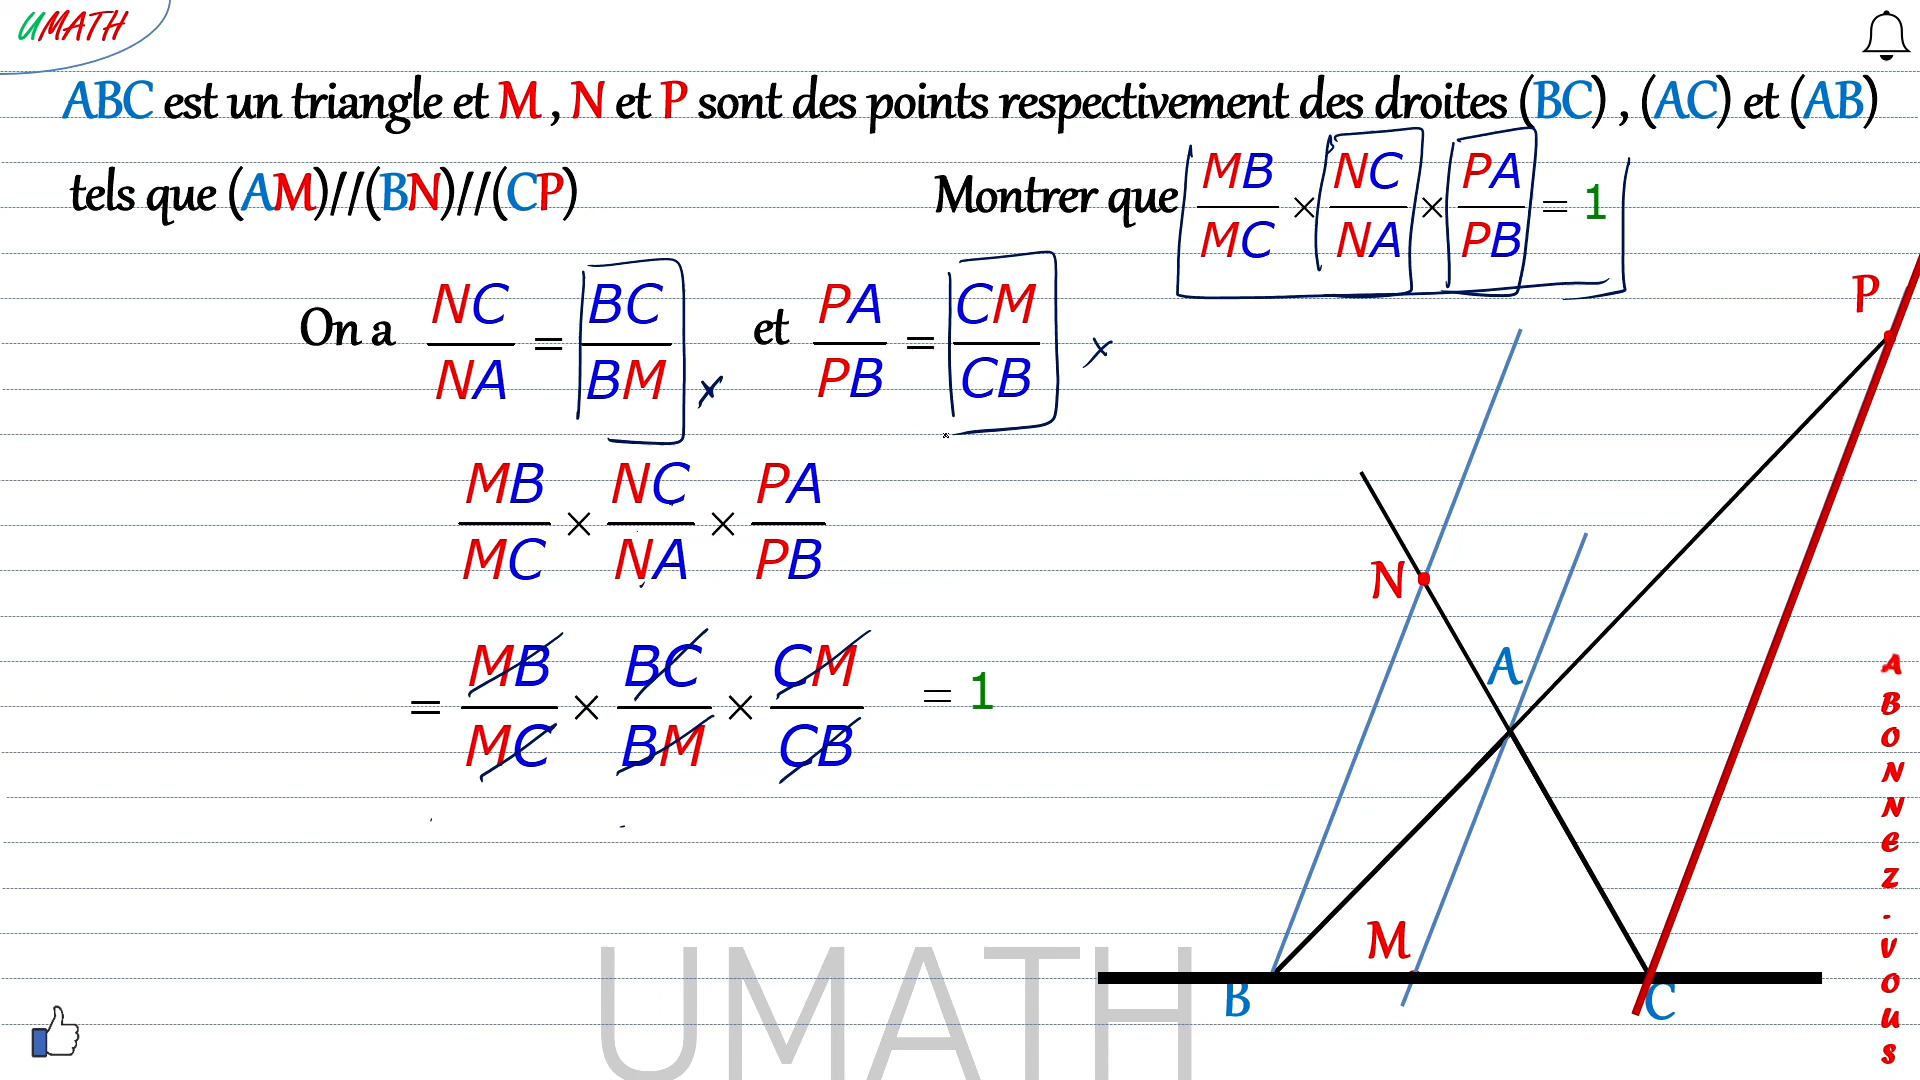 UMATH
ABC est un triangle et M , N et P sont des points respectivement des droites (BC) , (AC) et (AB)
tels que (AM)//(BN)//(CP) Montrer que MB/MC × NC/NA × PA/PB = 1
On a NC/NA = BC/BM × et PA/PB = CM/CB ×
MB/MC × NC/NA × PA/PB
= MB/MC × BC/BM × CM/CB = 1
P
N
A
M
B
C
UMATH
ABONNEZ-VOUS